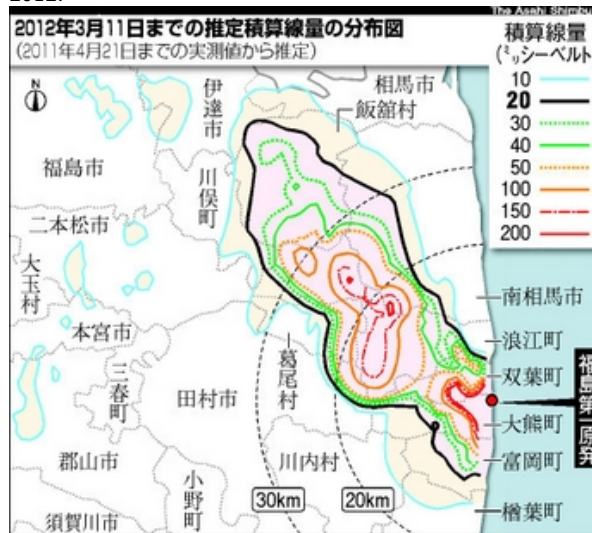 2012.
The Asahi Shimbun
2012年3月11日までの推定積算線量の分布図
(2011年4月21日までの実測値から推定)
積算線量
(ミリシーベルト)
10
20
30
40
50
100
150
200
N
伊達市
相馬市
飯舘村
福島市
川俣町
二本松市
大玉村
南相馬市
本宮市
浪江町
葛尾村
双葉町
三春町
田村市
福島第一原発
大熊町
郡山市
川内村
富岡町
小野町
30km
20km
須賀川市
楢葉町